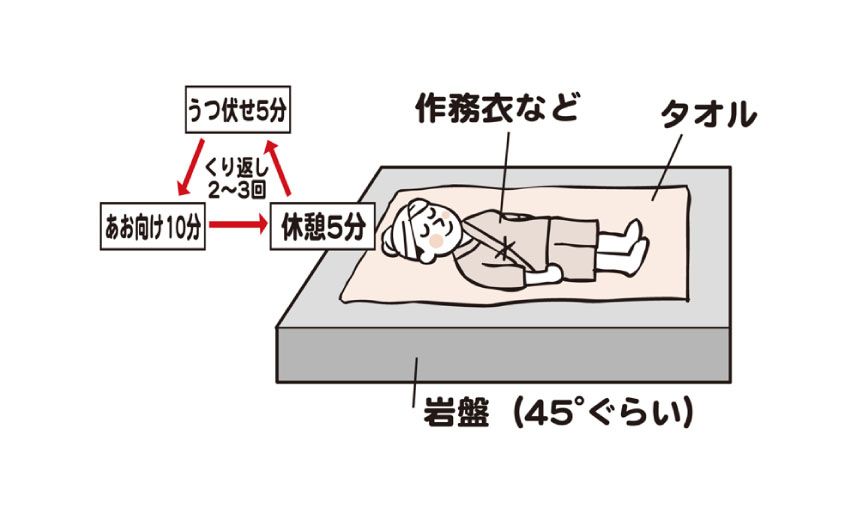 うつ伏せ5分
くり返し
2〜3回
あお向け10分
休憩5分
作務衣など
タオル
岩盤(45°ぐらい)